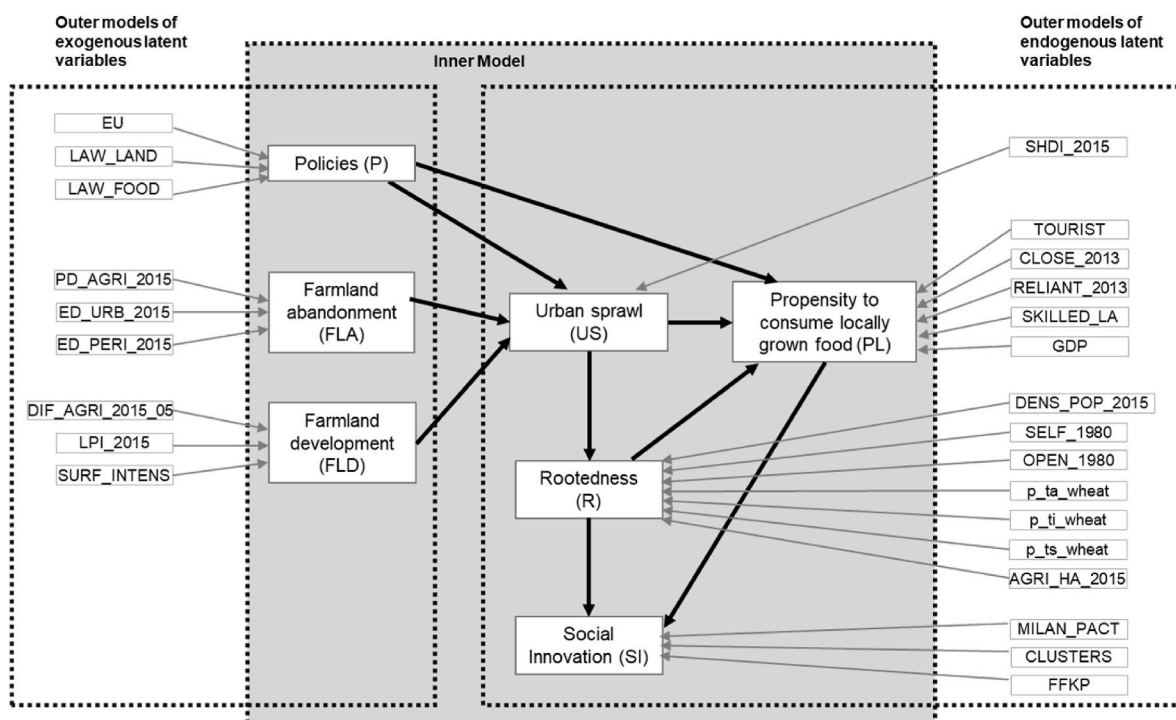 Outer models of
exogenous latent
variables
Inner Model
Outer models of
endogenous latent
variables
EU
LAW_LAND
LAW_FOOD
Policies (P)
SHDI_2015
PD_AGRI_2015
ED_URB_2015
ED_PERI_2015
Farmland
abandonment
(FLA)
Urban sprawl
(US)
Propensity to
consume locally
grown food (PL)
TOURIST
CLOSE_2013
RELIANT_2013
SKILLED_LA
GDP
DIF_AGRI_2015_05
LPI_2015
SURF_INTENS
Farmland
development
(FLD)
Rootedness
(R)
DENS_POP_2015
SELF_1980
OPEN_1980
p_ta_wheat
p_ti_wheat
p_ts_wheat
AGRI_HA_2015
Social
Innovation (SI)
MILAN_PACT
CLUSTERS
FFKP